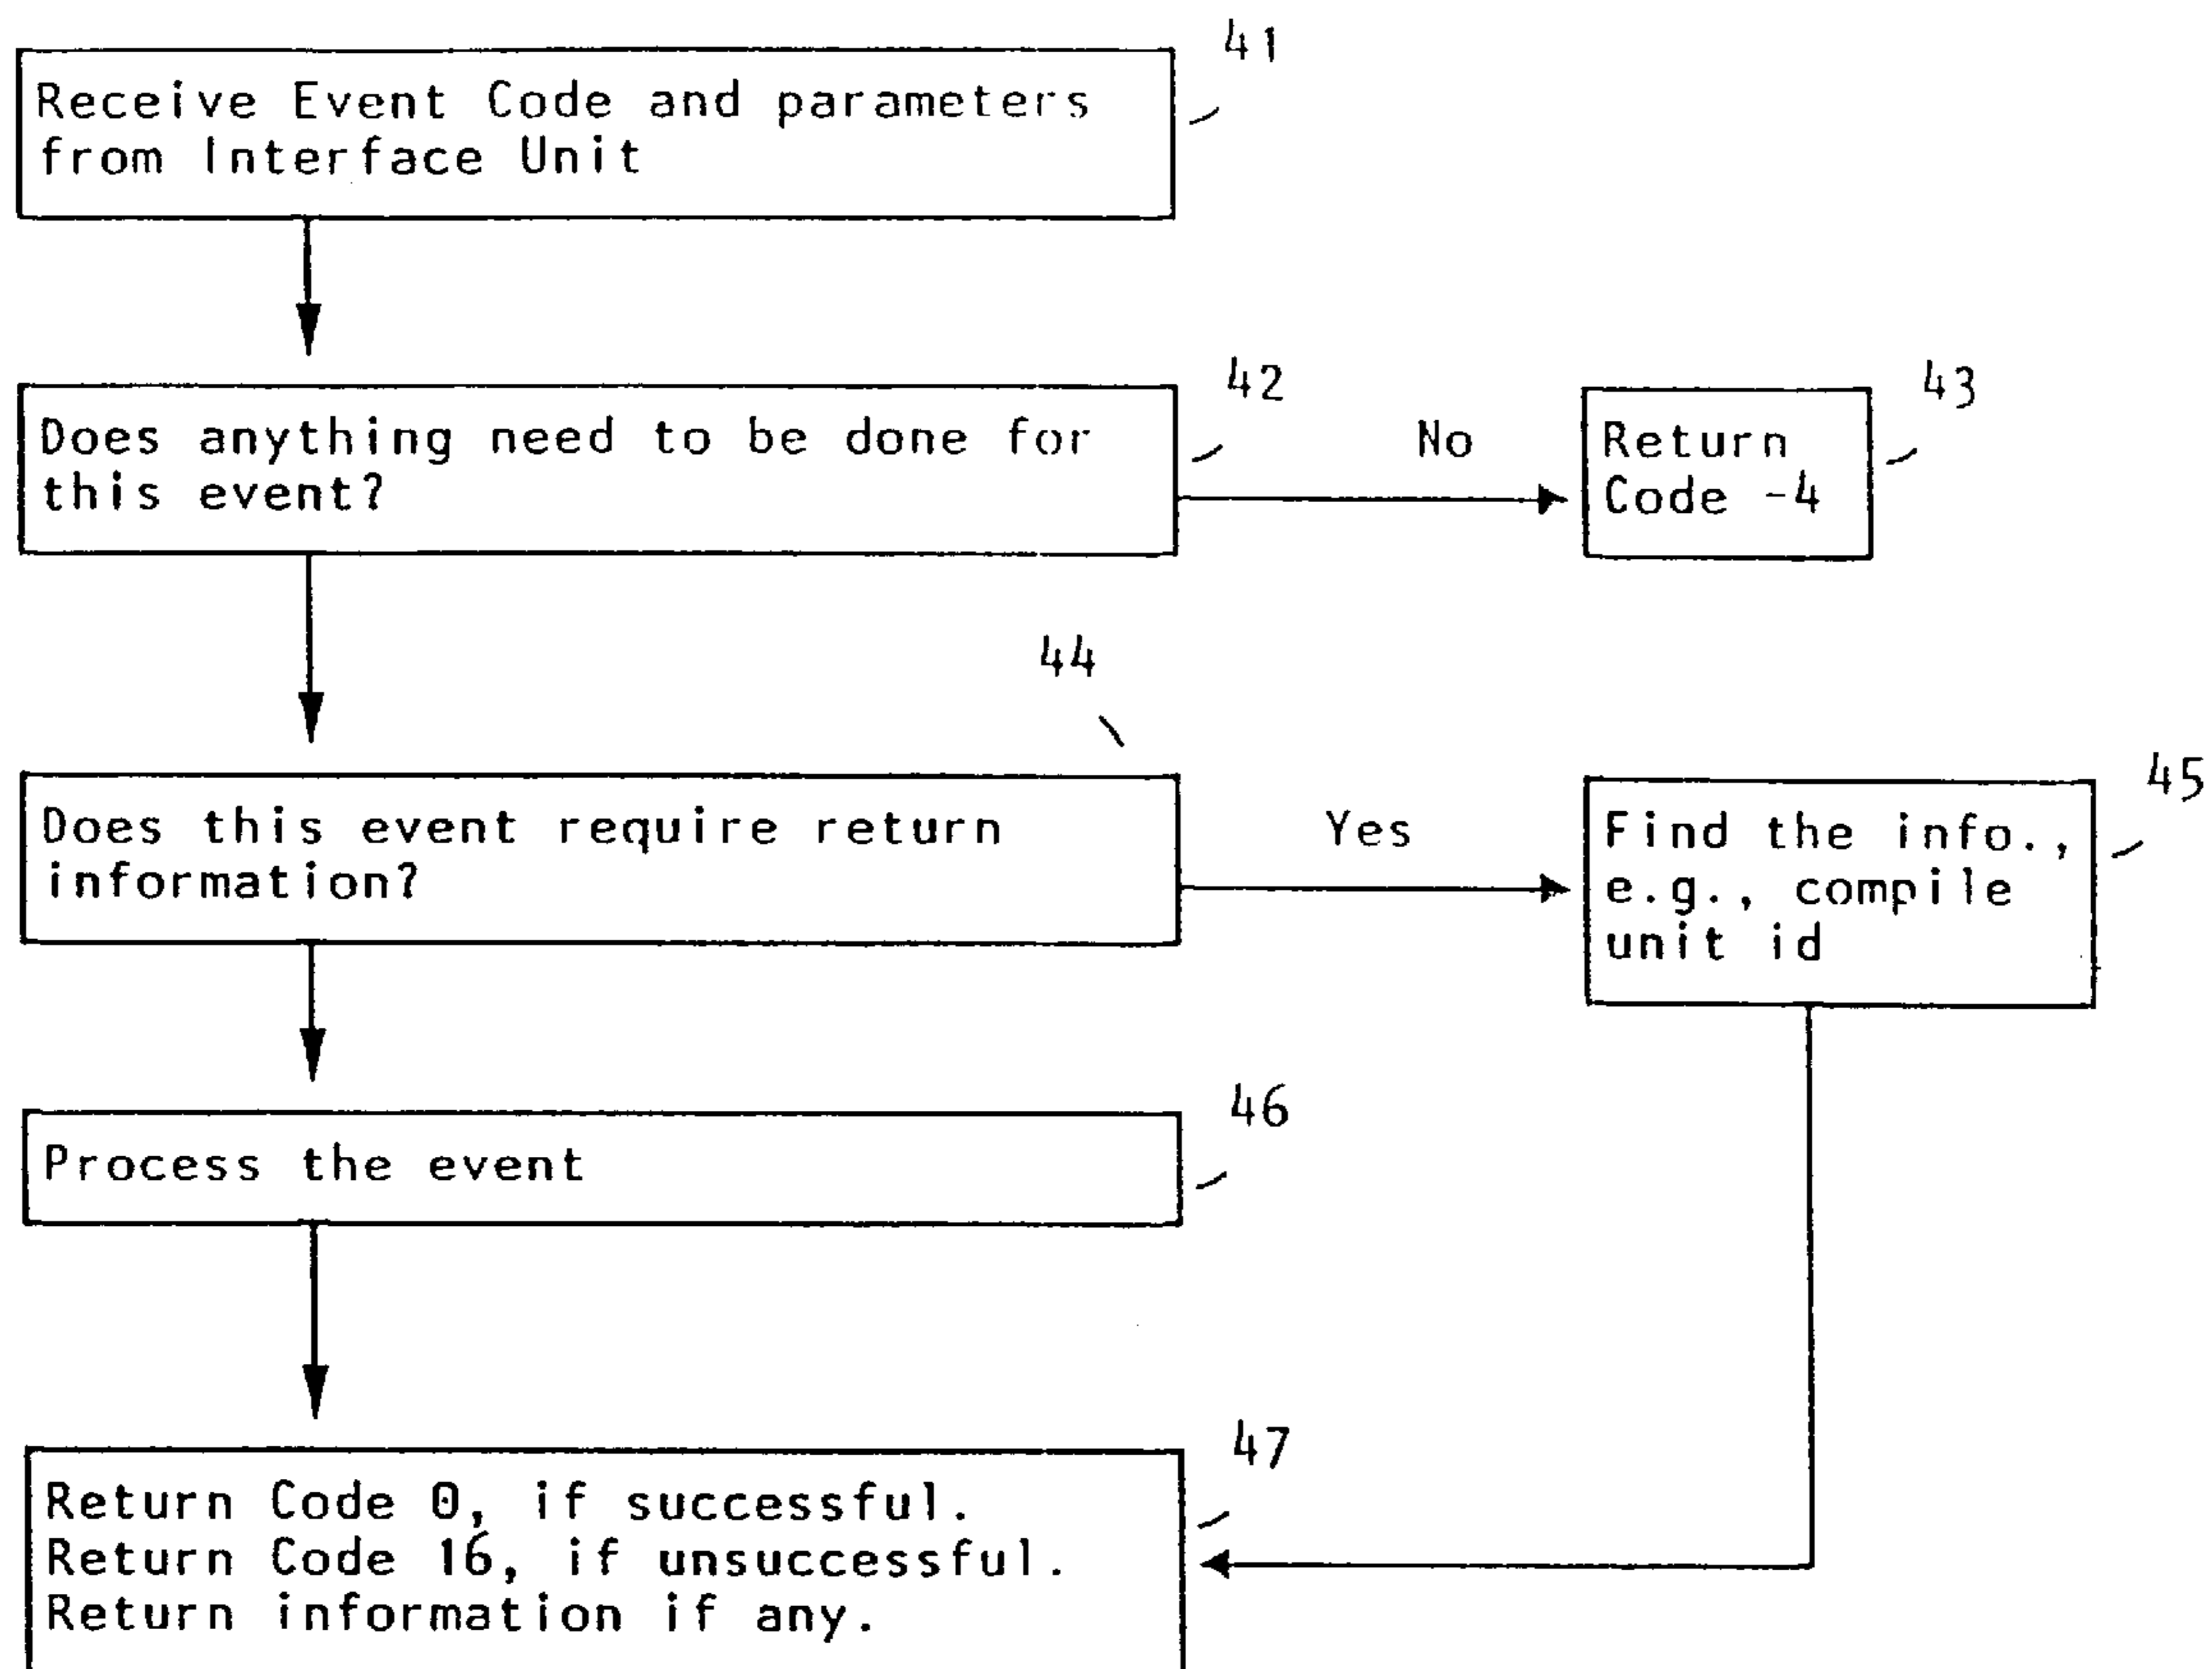 41
Receive Event Code and parameters
from Interface Unit
42
Does anything need to be done for
this event?
No
43
Return
Code -4
44
Does this event require return
information?
Yes
45
Find the info.,
e.g., compile
unit id
46
Process the event
47
Return Code 0, if successful.
Return Code 16, if unsuccessful.
Return information if any.